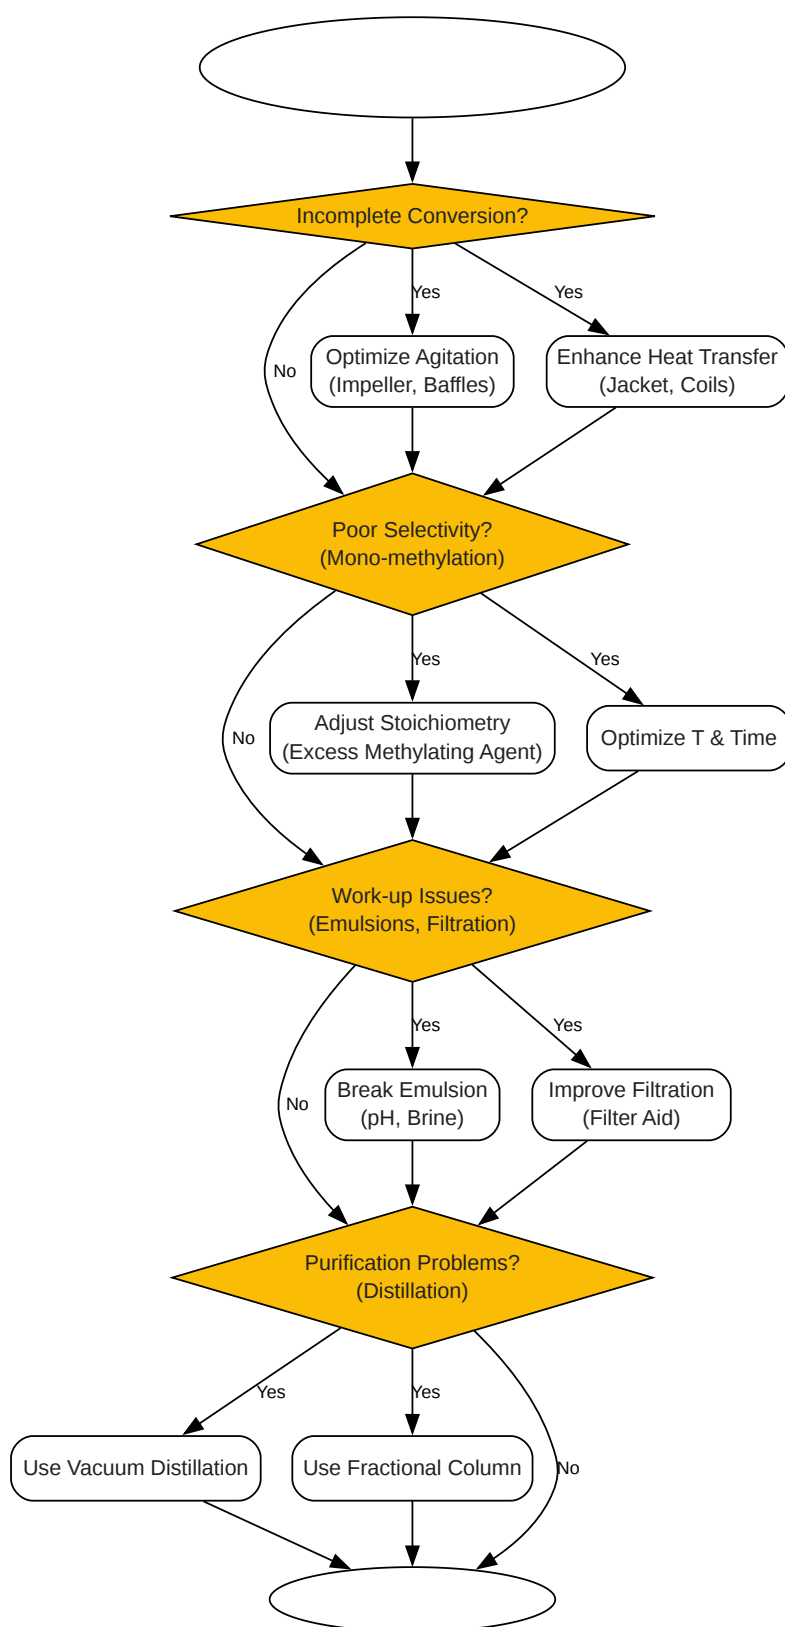 Incomplete Conversion?
Yes
Yes
No
Optimize Agitation
(Impeller, Baffles)
Enhance Heat Transfer
(Jacket, Coils)
Poor Selectivity?
(Mono-methylation)
Yes
Yes
No
Adjust Stoichiometry
(Excess Methylating Agent)
Optimize T & Time
Work-up Issues?
(Emulsions, Filtration)
Yes
Yes
No
Break Emulsion
(pH, Brine)
Improve Filtration
(Filter Aid)
Purification Problems?
(Distillation)
Yes
Yes
No
Use Vacuum Distillation
Use Fractional Column